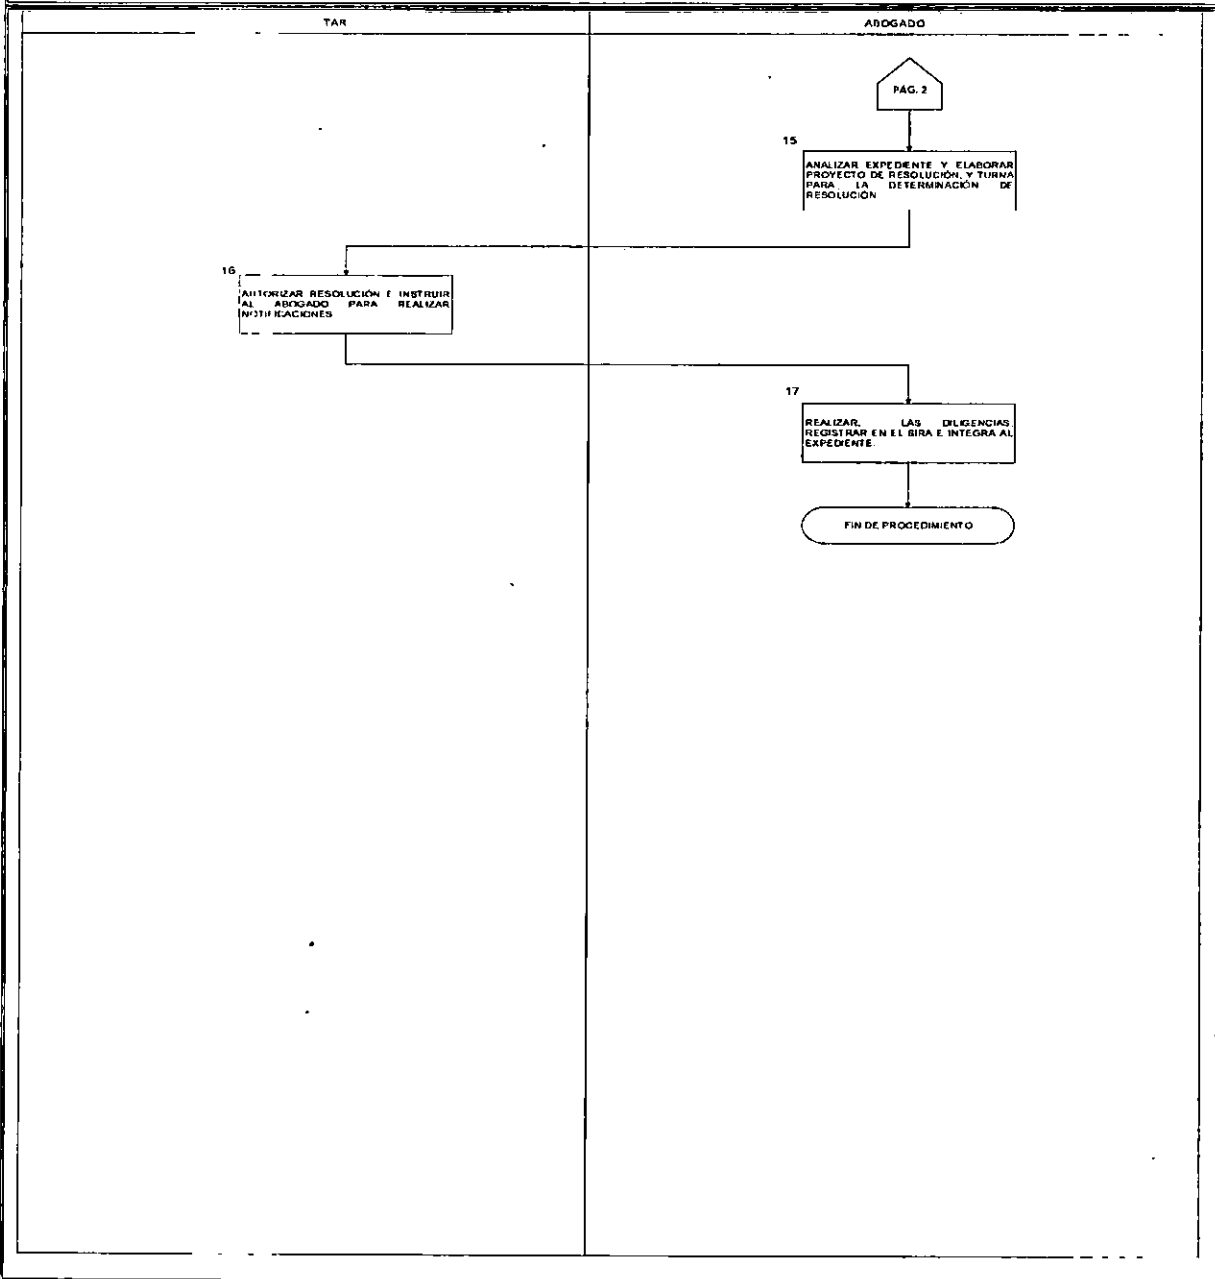 TAR
ABOGADO
PÁG. 2
15
ANALIZAR EXPEDIENTE Y ELABORAR
PROYECTO DE RESOLUCIÓN, Y TURNA
PARA LA DETERMINACIÓN DE
RESOLUCIÓN
16
AUTORIZAR RESOLUCIÓN E INSTRUIR
AL ABOGADO PARA REALIZAR
NOTIFICACIONES
17
REALIZAR, LAS DILIGENCIAS,
REGISTRAR EN EL SIRA E INTEGRA AL
EXPEDIENTE.
FIN DE PROCEDIMIENTO